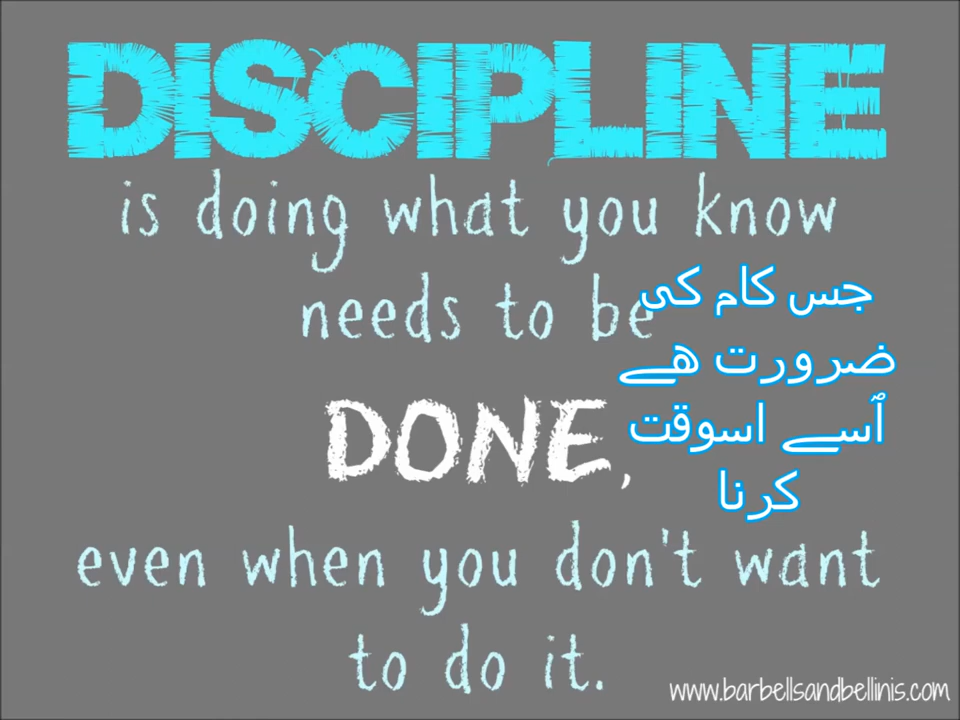 DISCIPLINE
is doing what you know
needs to be
جس کام کی
ضرورت ھے
DONE,
اُسے اسوقت
کرنا
even when you don't want
to do it.
www.barbellsandbellinis.com